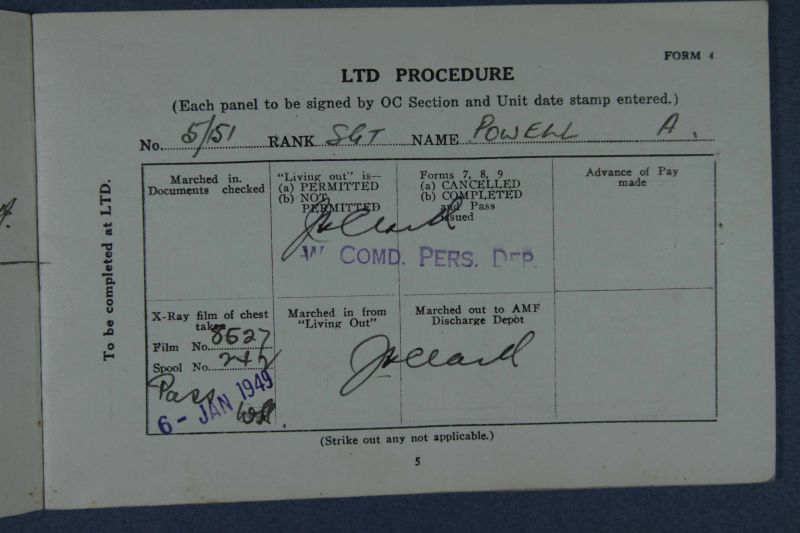 FORM 4
LTD PROCEDURE
(Each panel to be signed by OC Section and Unit date stamp entered.)
No. 5/51 RANK SGT NAME POWELL A.
To be completed at LTD.
Marched in.
Documents checked
"Living out" is—
(a) PERMITTED
(b) NOT
PERMITTED
Forms 7, 8, 9
(a) CANCELLED
(b) COMPLETED
and Pass
issued
Advance of Pay
made
W COMD. PERS. DEP.
X-Ray film of chest
taken
Film No. 8527
Spool No.
Pass
6 - JAN 1949
Marched in from
"Living Out"
Marched out to AMF
Discharge Depôt
(Strike out any not applicable.)
5